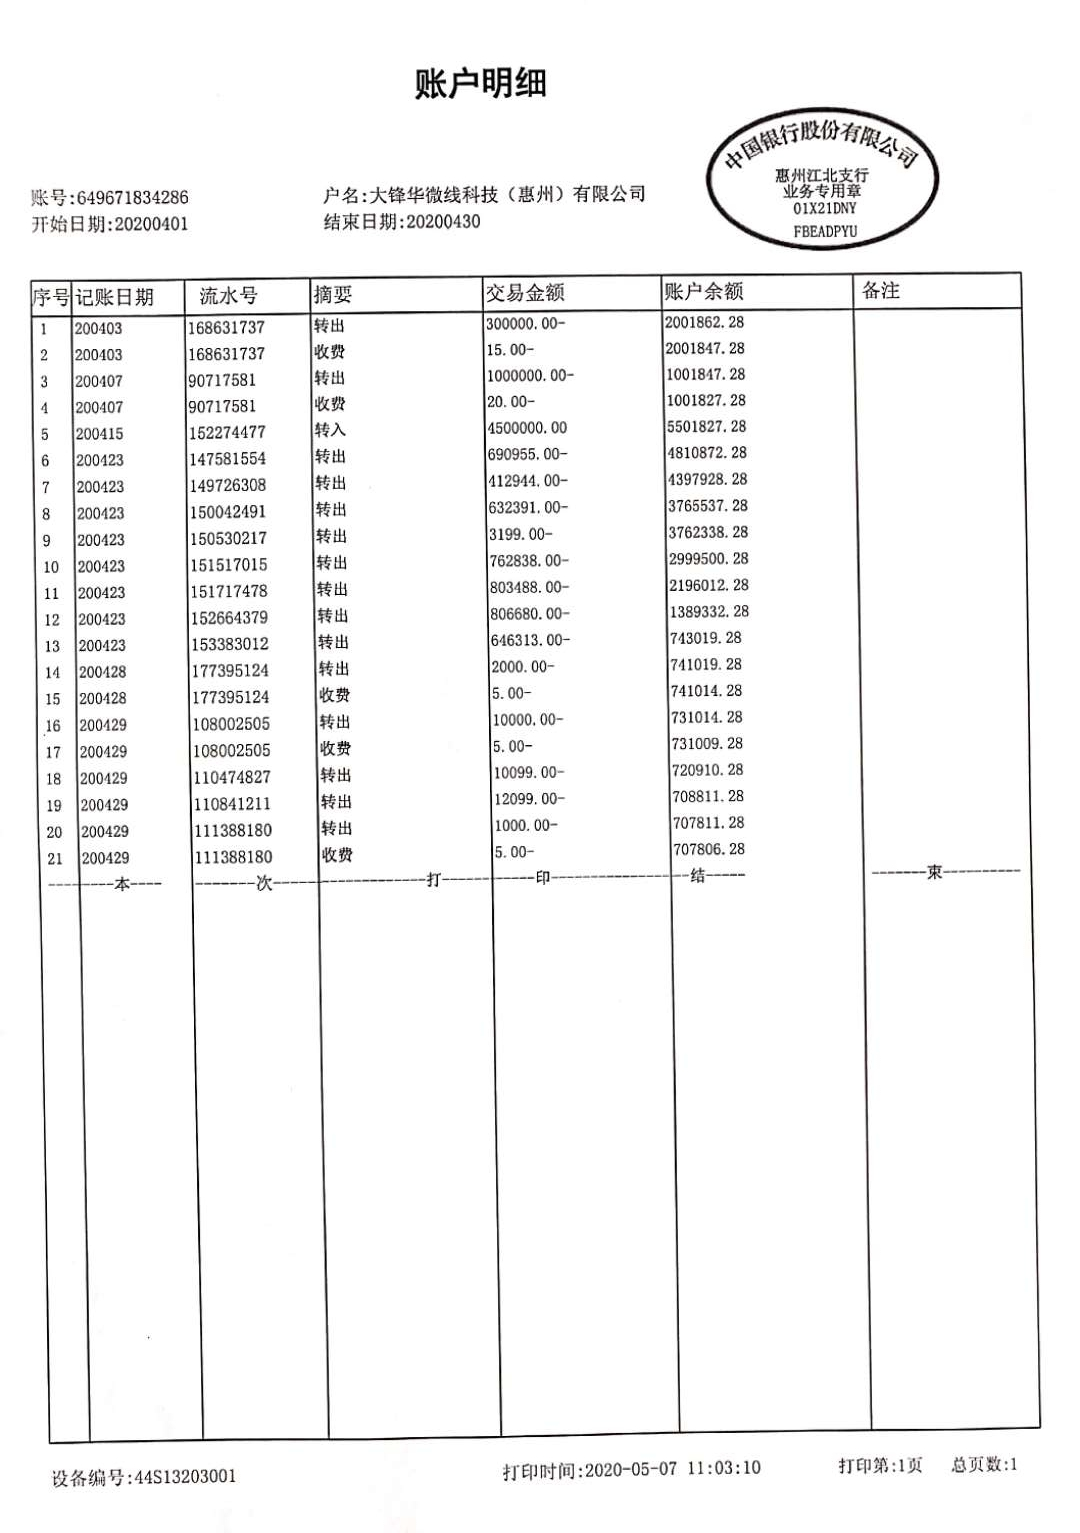 账户明细
中国银行股份有限公司
惠州江北支行
业务专用章
01X21DNY
FBEADPYU
账号:649671834286 户名:大锋华微线科技（惠州）有限公司
开始日期:20200401 结束日期:20200430
序号 记账日期 流水号 摘要 交易金额 账户余额 备注
1 200403 168631737 转出 300000.00- 2001862.28
2 200403 168631737 收费 15.00- 2001847.28
3 200407 90717581 转出 1000000.00- 1001847.28
4 200407 90717581 收费 20.00- 1001827.28
5 200415 152274477 转入 4500000.00 5501827.28
6 200423 147581554 转出 690955.00- 4810872.28
7 200423 149726308 转出 412944.00- 4397928.28
8 200423 150042491 转出 632391.00- 3765537.28
9 200423 150530217 转出 3199.00- 3762338.28
10 200423 151517015 转出 762838.00- 2999500.28
11 200423 151717478 转出 803488.00- 2196012.28
12 200423 152664379 转出 806680.00- 1389332.28
13 200423 153383012 转出 646313.00- 743019.28
14 200428 177395124 转出 2000.00- 741019.28
15 200428 177395124 收费 5.00- 741014.28
16 200429 108002505 转出 10000.00- 731014.28
17 200429 108002505 收费 5.00- 731009.28
18 200429 110474827 转出 10099.00- 720910.28
19 200429 110841211 转出 12099.00- 708811.28
20 200429 111388180 转出 1000.00- 707811.28
21 200429 111388180 收费 5.00- 707806.28
---------本---- -------次-----------------打-----------印---------------结----- -------束----------
设备编号:44S13203001 打印时间:2020-05-07 11:03:10 打印第:1页 总页数:1